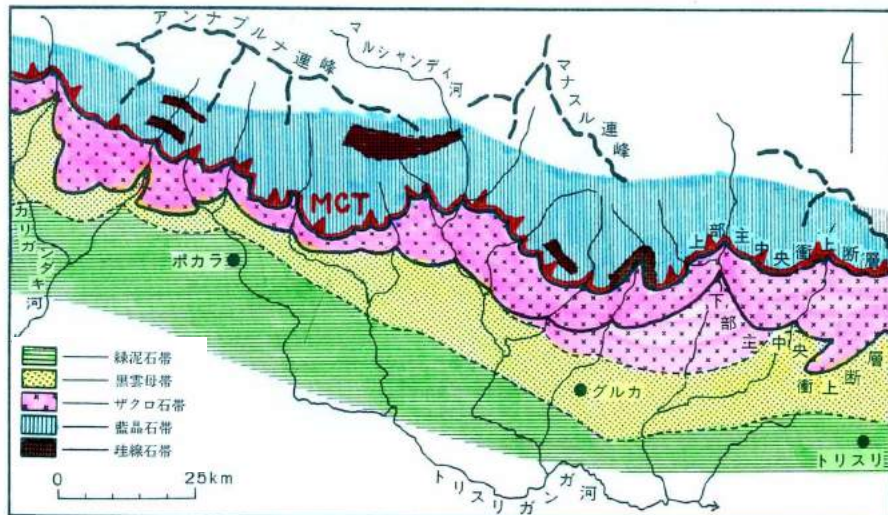 アンナプルナ連峰
マルシャンディ河
マナスル連峰
MCT
上部主中央衝上断層
カリガンダキ河
ポカラ
下部主中央衝上断層
グルカ
トリスリ
トリスリガンガ河
緑泥石帯
黒雲母帯
ザクロ石帯
藍晶石帯
珪線石帯
0 25km